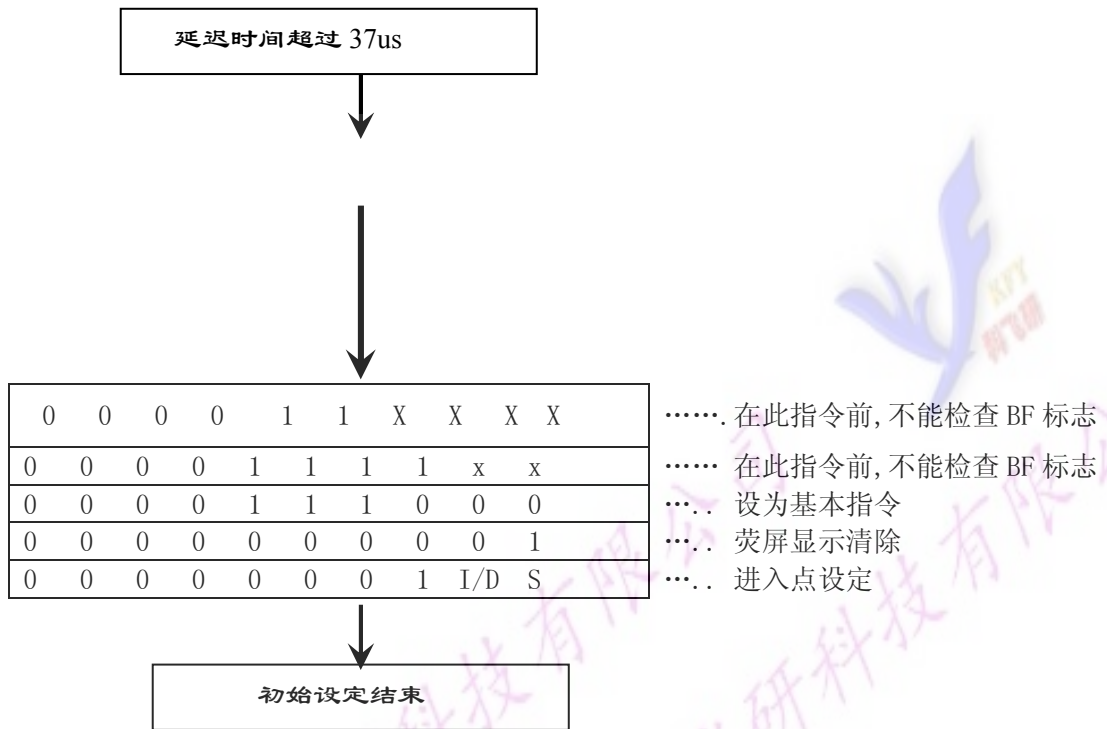 延迟时间超过 37us
0 0 0 0 1 1 X X X X ……. 在此指令前,不能检查 BF 标志
0 0 0 0 1 1 1 1 x x …… 在此指令前,不能检查 BF 标志
0 0 0 0 1 1 1 0 0 0 ….. 设为基本指令
0 0 0 0 0 0 0 0 0 1 ….. 荧屏显示清除
0 0 0 0 0 0 0 1 I/D S ….. 进入点设定
初始设定结束